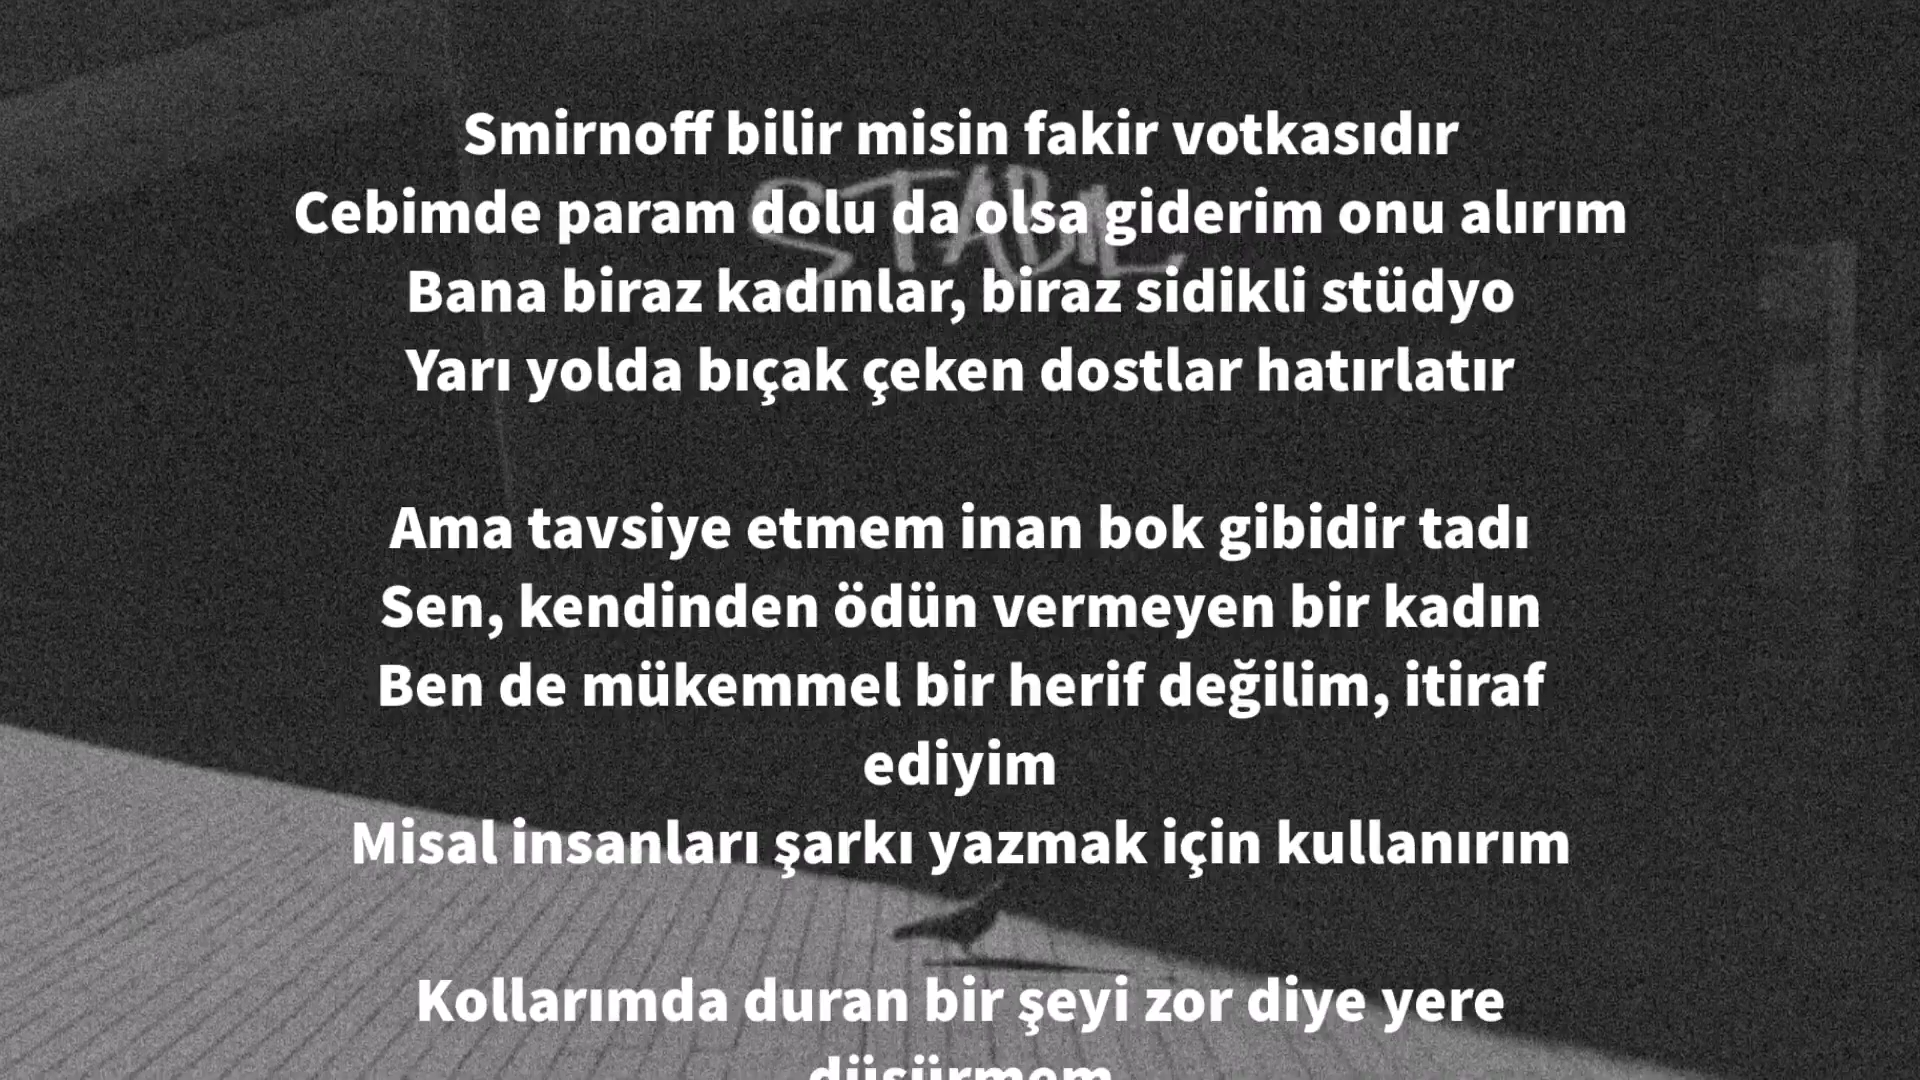 Smirnoff bilir misin fakir votkasıdır
STABIL
Cebimde param dolu da olsa giderim onu alırım
Bana biraz kadınlar, biraz sidikli stüdyo
Yarı yolda bıçak çeken dostlar hatırlatır
Ama tavsiye etmem inan bok gibidir tadı
Sen, kendinden ödün vermeyen bir kadın
Ben de mükemmel bir herif değilim, itiraf
ediyim
Misal insanları şarkı yazmak için kullanırım
Kollarımda duran bir şeyi zor diye yere
düşürmem